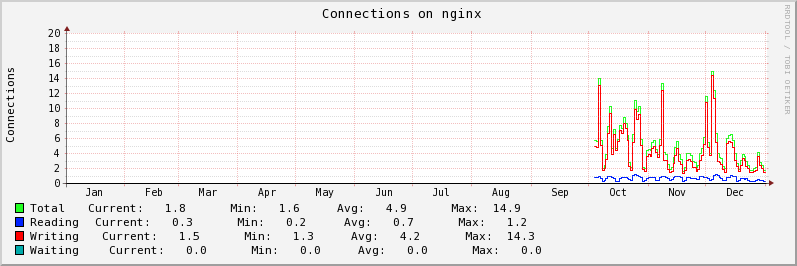 Connections on nginx
RRDTOOL / TOBI OETIKER
Connections
20
18
16
14
12
10
8
6
4
2
0
Jan Feb Mar Apr May Jun Jul Aug Sep Oct Nov Dec
Total Current: 1.8 Min: 1.6 Avg: 4.9 Max: 14.9
Reading Current: 0.3 Min: 0.2 Avg: 0.7 Max: 1.2
Writing Current: 1.5 Min: 1.3 Avg: 4.2 Max: 14.3
Waiting Current: 0.0 Min: 0.0 Avg: 0.0 Max: 0.0